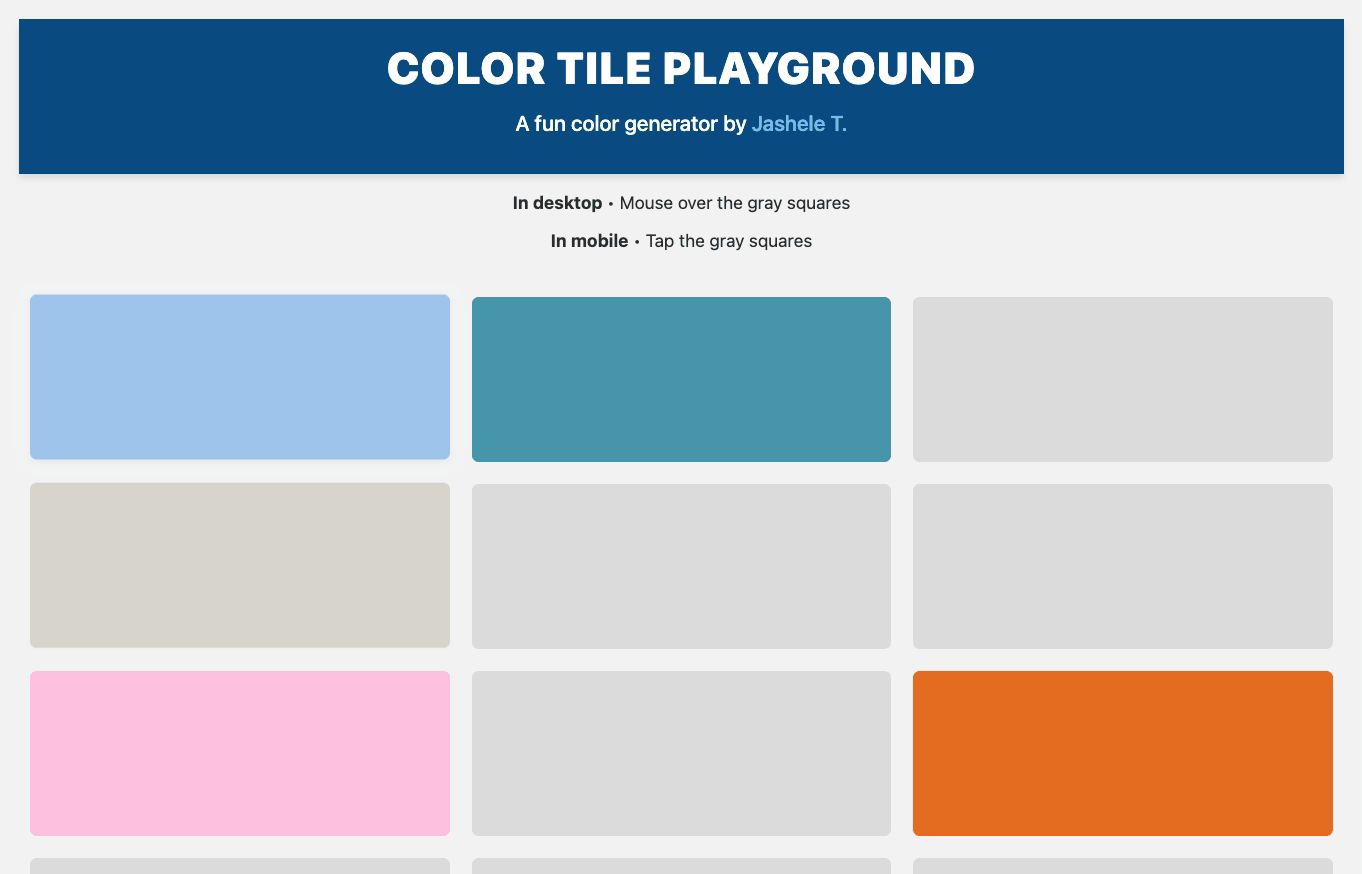 COLOR TILE PLAYGROUND
A fun color generator by Jashele T.
In desktop • Mouse over the gray squares
In mobile • Tap the gray squares